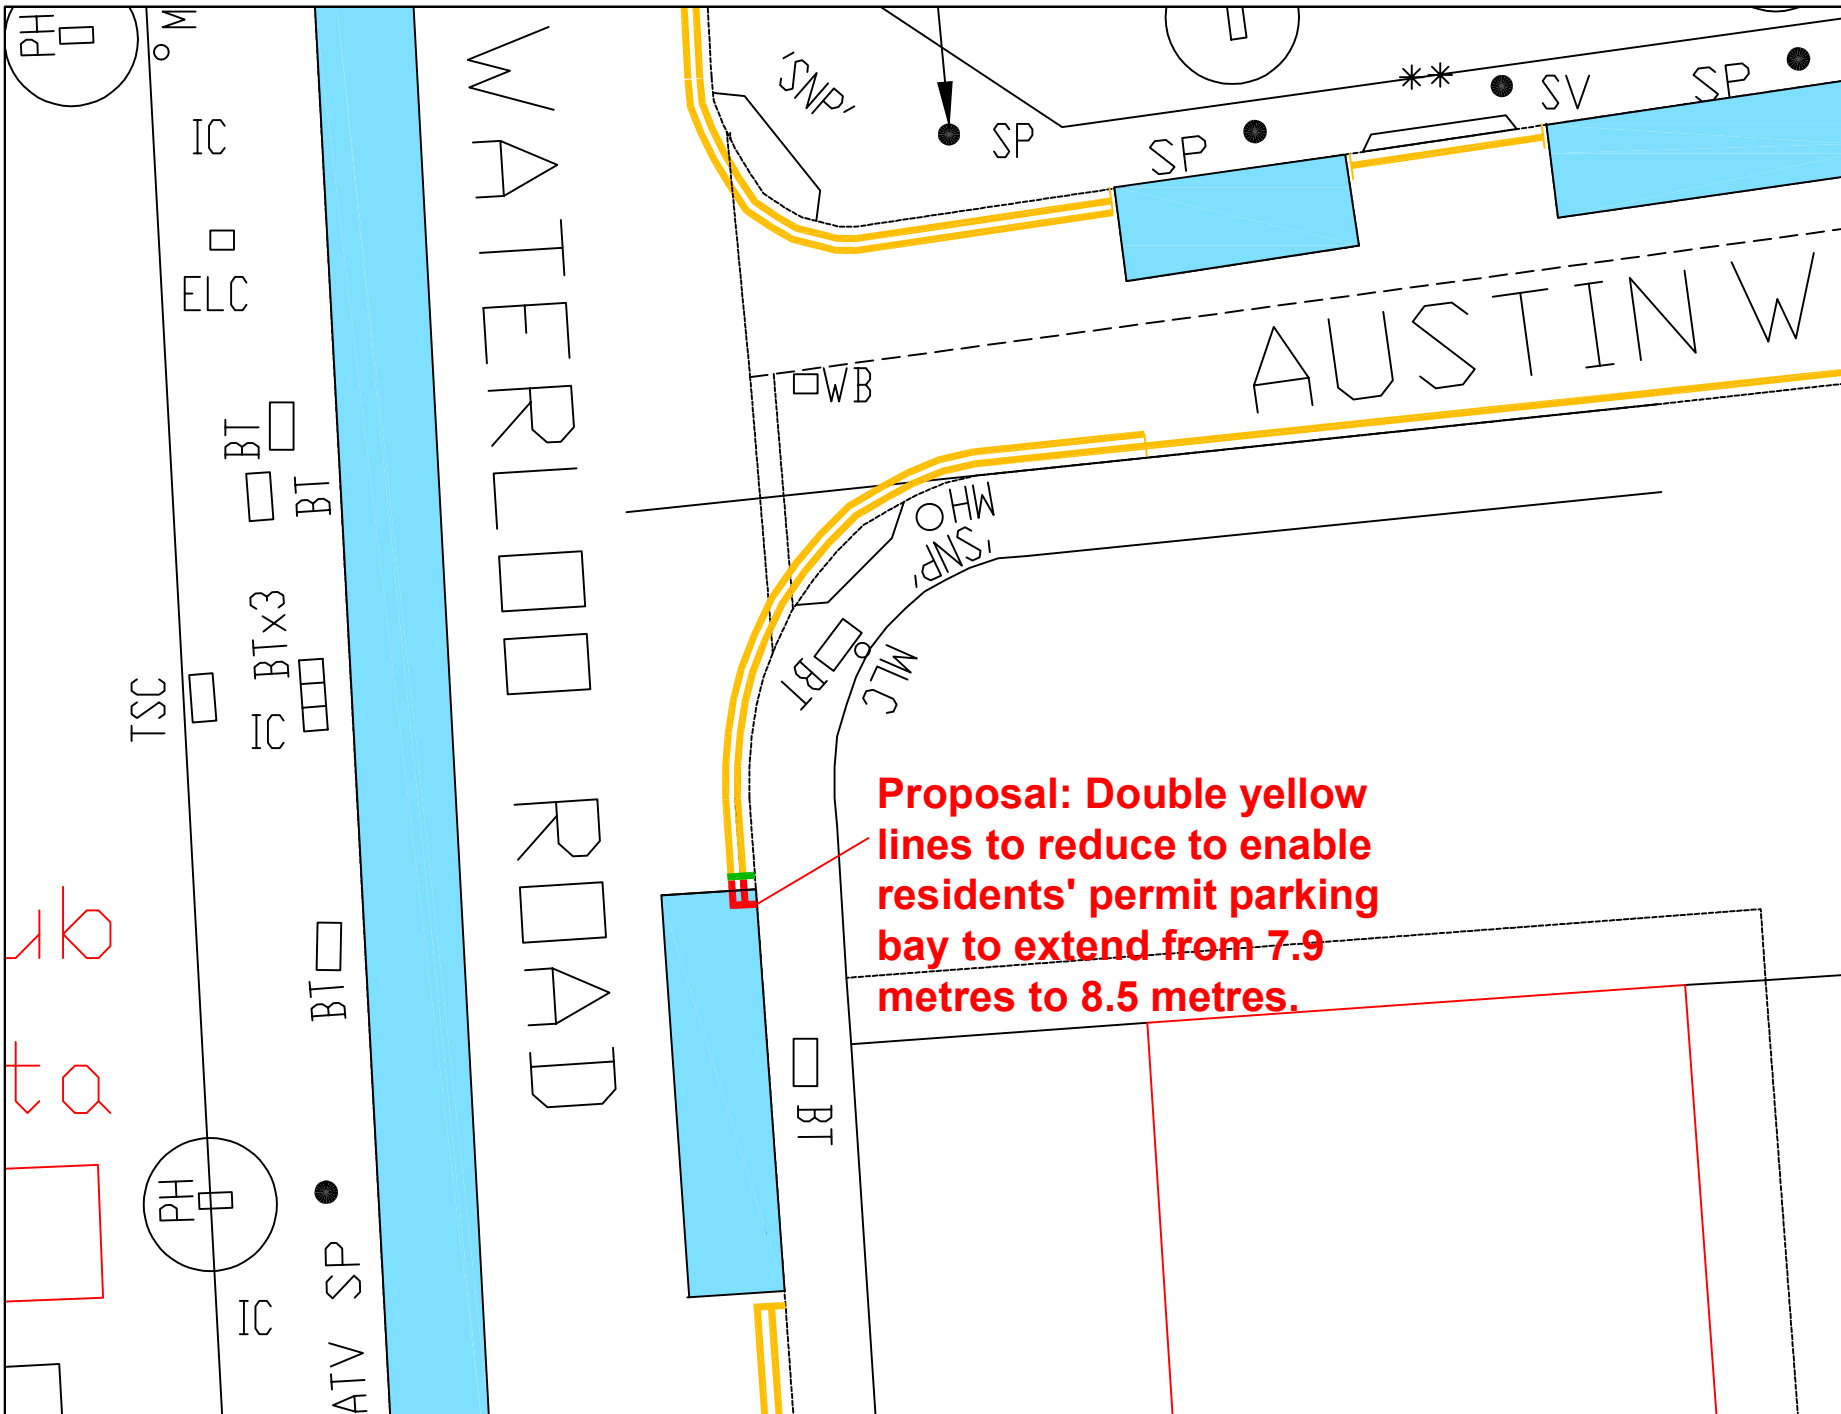 PH
M
IC
ELC
BT
BT
BTx3
TSC
IC
BT
PH
SP
IC
ATV
WATERLOO ROAD
'SNP'
SP
SP
**
SV
SP
WB
AUSTIN W
MH
'SNP'
BT
MLC
Proposal: Double yellow
lines to reduce to enable
residents' permit parking
bay to extend from 7.9
metres to 8.5 metres.
BT
ta